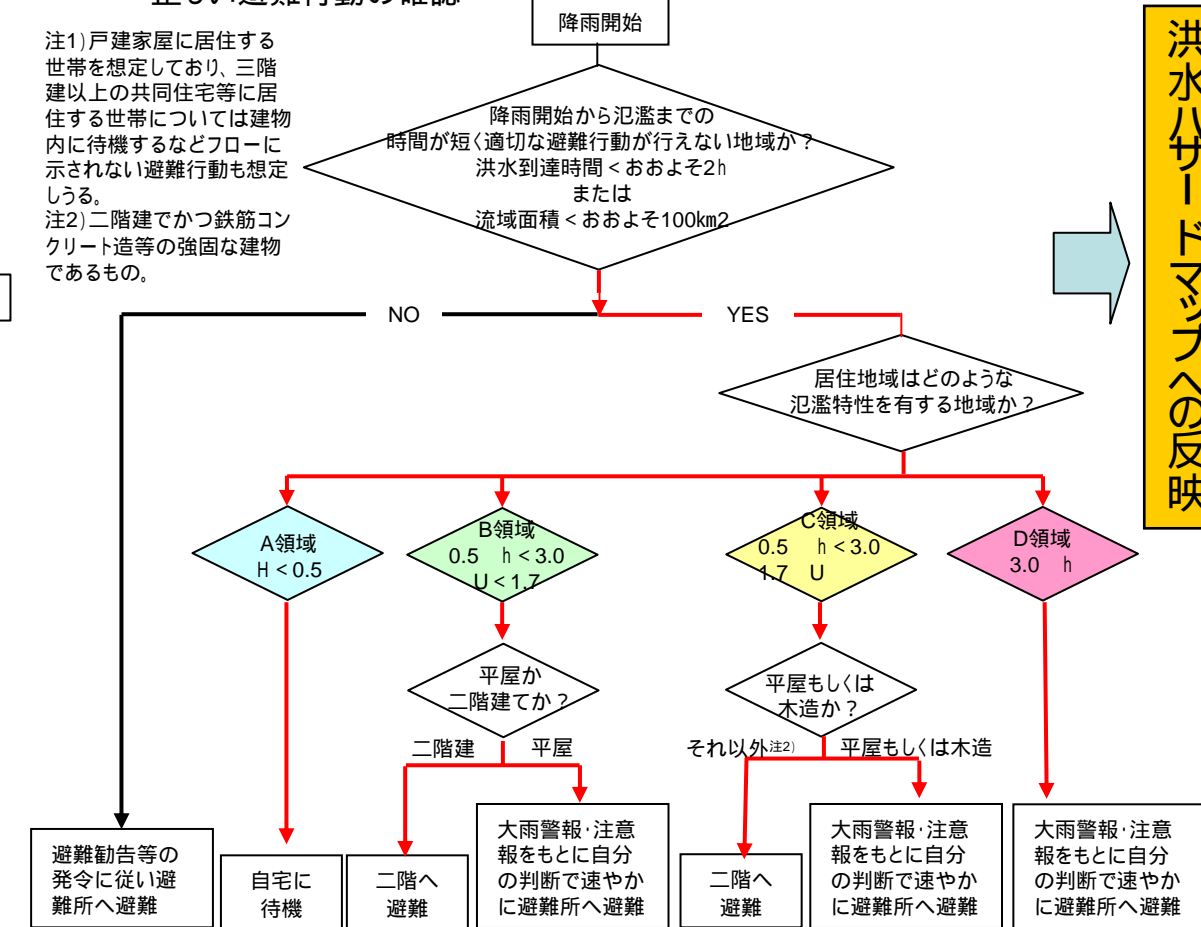 正しい避難行動の確認
注1)戸建家屋に居住する
世帯を想定しており、三階
建以上の共同住宅等に居
住する世帯については建物
内に待機するなどフローに
示されない避難行動も想定
しうる。
注2)二階建でかつ鉄筋コン
クリート造等の強固な建物
であるもの。
降雨開始
降雨開始から氾濫までの
時間が短く適切な避難行動が行えない地域か？
洪水到達時間＜おおよそ2h
または
流域面積＜おおよそ100km2
NO
YES
居住地域はどのような
氾濫特性を有する地域か？
A領域
H＜0.5
B領域
0.5　h＜3.0
U＜1.7
C領域
0.5　h＜3.0
1.7　U
D領域
3.0　h
平屋か
二階建てか？
平屋もしくは
木造か？
二階建
平屋
それ以外注2)
平屋もしくは木造
避難勧告等の
発令に従い避
難所へ避難
自宅に
待機
二階へ
避難
大雨警報・注意
報をもとに自分
の判断で速やか
に避難所へ避難
二階へ
避難
大雨警報・注意
報をもとに自分
の判断で速やか
に避難所へ避難
大雨警報・注意
報をもとに自分
の判断で速やか
に避難所へ避難
洪水ハザードマップへの反映